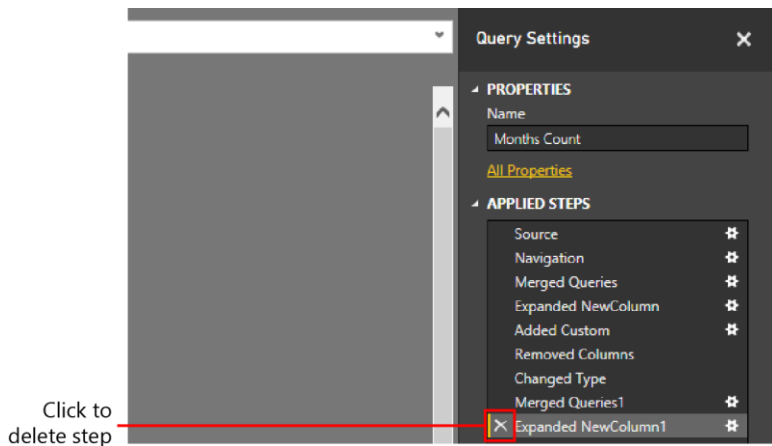 Query Settings
PROPERTIES
Name
Months Count
All Properties
APPLIED STEPS
Source
Navigation
Merged Queries
Expanded NewColumn
Added Custom
Removed Columns
Changed Type
Merged Queries1
Expanded NewColumn1
Click to
delete step